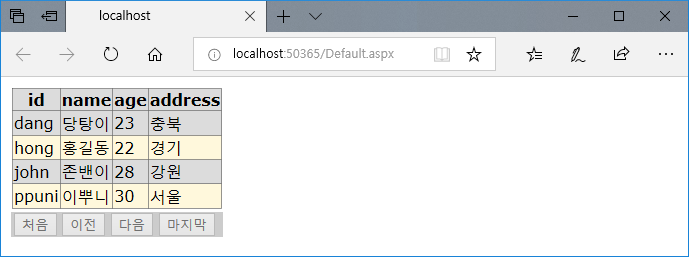 localhost
localhost:50365/Default.aspx
id name age address
dang 당탕이 23 충북
hong 홍길동 22 경기
john 존밴이 28 강원
ppuni 이뿌니 30 서울
처음 이전 다음 마지막